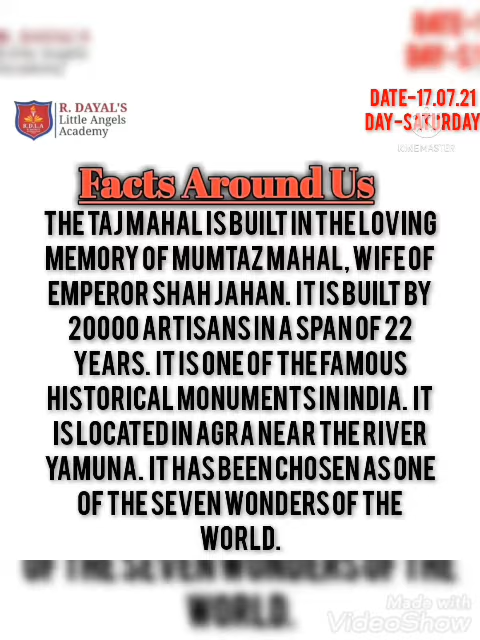 DATE-17.07.21
DAY-SATURDAY
KINEMASTER
R. DAYAL'S
Little Angels
Academy
R.D.L.A
Facts Around Us
THE TAJ MAHAL IS BUILT IN THE LOVING
MEMORY OF MUMTAZ MAHAL, WIFE OF
EMPEROR SHAH JAHAN. IT IS BUILT BY
20000 ARTISANS IN A SPAN OF 22
YEARS. IT IS ONE OF THE FAMOUS
HISTORICAL MONUMENTS IN INDIA. IT
IS LOCATED IN AGRA NEAR THE RIVER
YAMUNA. IT HAS BEEN CHOSEN AS ONE
OF THE SEVEN WONDERS OF THE
WORLD.
OF THE SEVEN WONDERS OF THE
WORLD.
Made with
VideoShow